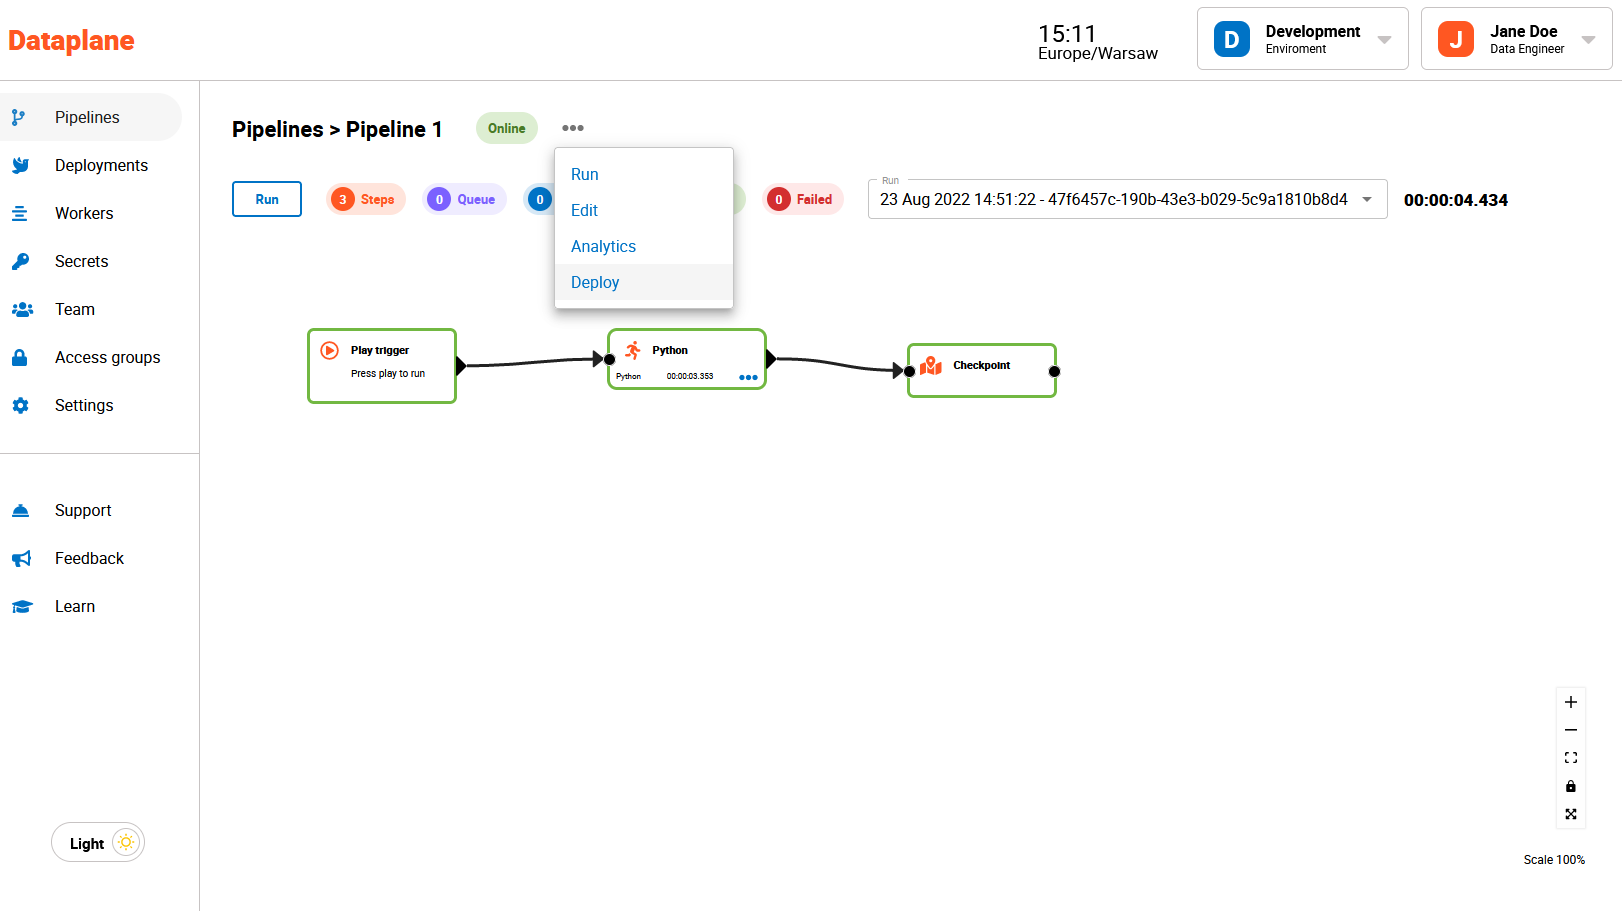 Dataplane
15:11
Europe/Warsaw
D
Development
Enviroment
J
Jane Doe
Data Engineer
Pipelines
Deployments
Workers
Secrets
Team
Access groups
Settings
Support
Feedback
Learn
Light
Pipelines > Pipeline 1
Online
Run
3 Steps
0 Queue
0
0 Failed
Run
23 Aug 2022 14:51:22 - 47f6457c-190b-43e3-b029-5c9a1810b8d4
00:00:04.434
Run
Edit
Analytics
Deploy
Play trigger
Press play to run
Python
Python 00:00:03.353
Checkpoint
Scale 100%